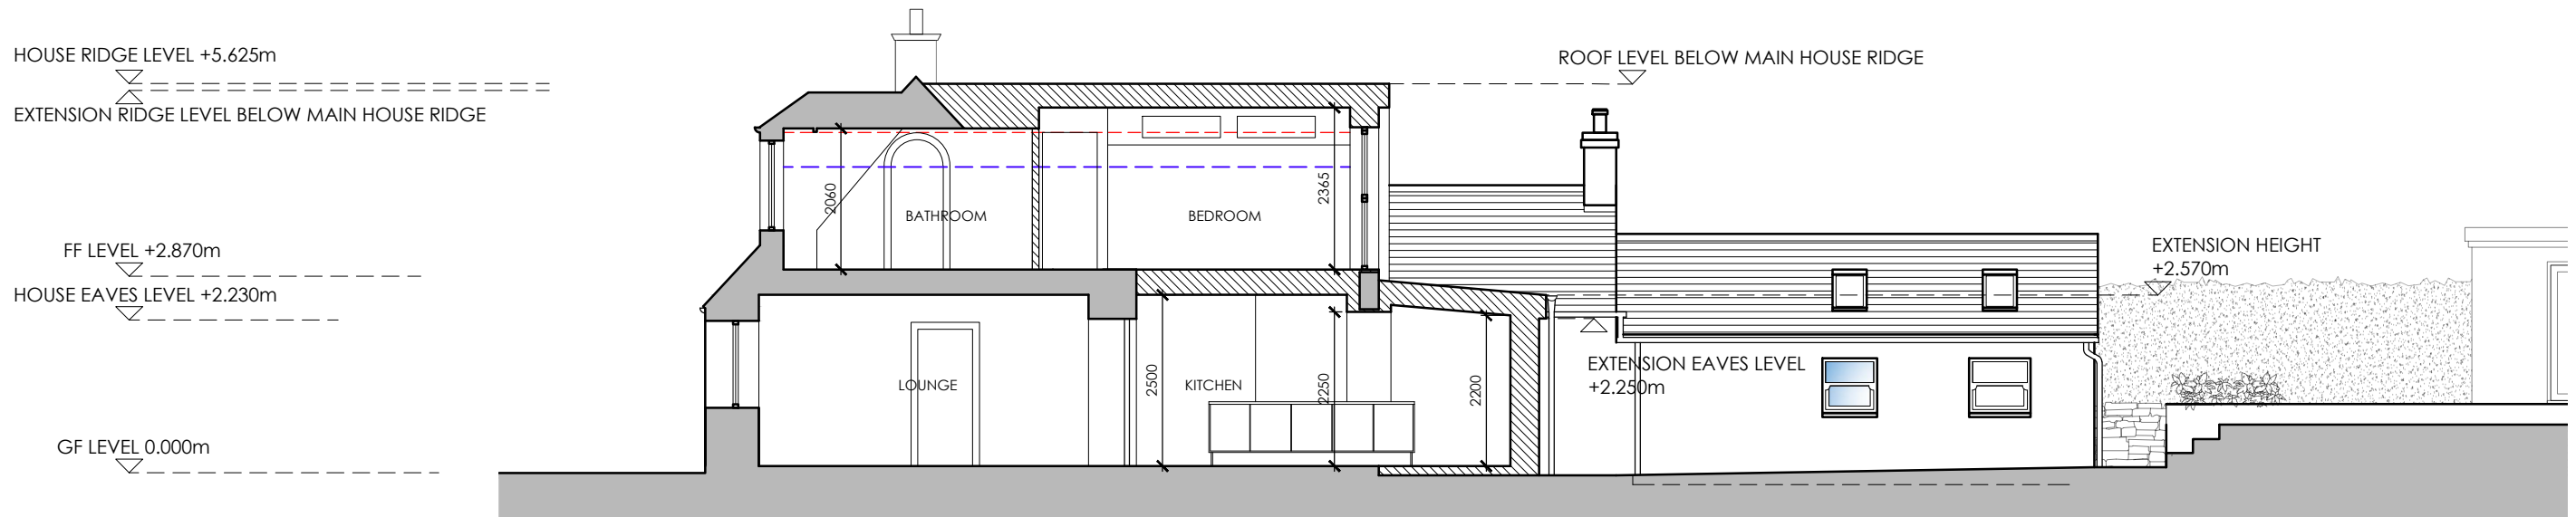 HOUSE RIDGE LEVEL +5.625m
EXTENSION RIDGE LEVEL BELOW MAIN HOUSE RIDGE
ROOF LEVEL BELOW MAIN HOUSE RIDGE
2060
BATHROOM
BEDROOM
2365
FF LEVEL +2.870m
HOUSE EAVES LEVEL +2.230m
EXTENSION HEIGHT
+2.570m
LOUNGE
2500
KITCHEN
2250
2200
EXTENSION EAVES LEVEL
+2.250m
GF LEVEL 0.000m